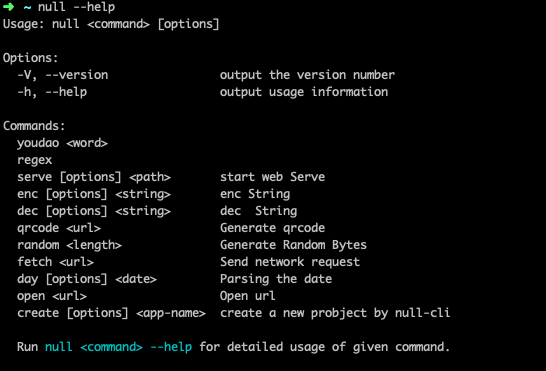 ➜ ~ null --help
Usage: null <command> [options]

Options:
  -V, --version                output the version number
  -h, --help                   output usage information

Commands:
  youdao <word>
  regex
  serve [options] <path>       start web Serve
  enc [options] <string>       enc String
  dec [options] <string>       dec  String
  qrcode <url>                 Generate qrcode
  random <length>              Generate Random Bytes
  fetch <url>                  Send network request
  day [options] <date>         Parsing the date
  open <url>                   Open url
  create [options] <app-name>  create a new probject by null-cli

  Run null <command> --help for detailed usage of given command.